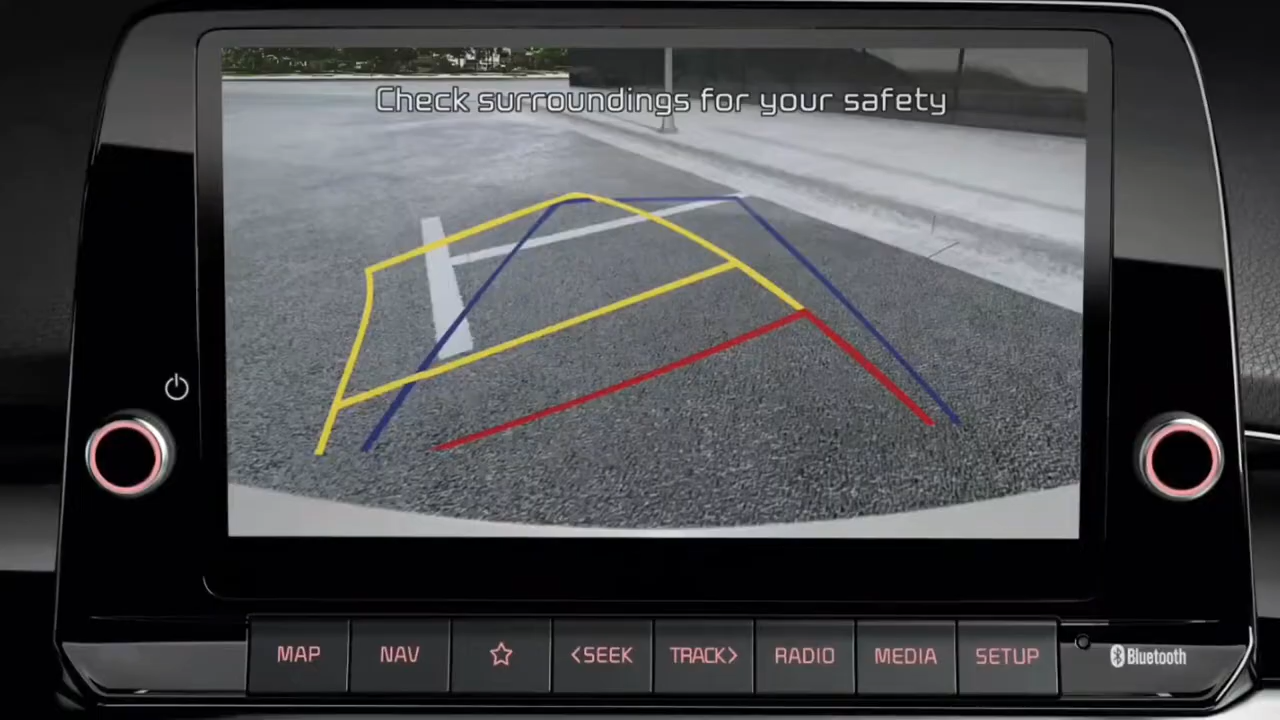 Check surroundings for your safety
MAP
NAV
<SEEK
TRACK>
RADIO
MEDIA
SETUP
Bluetooth